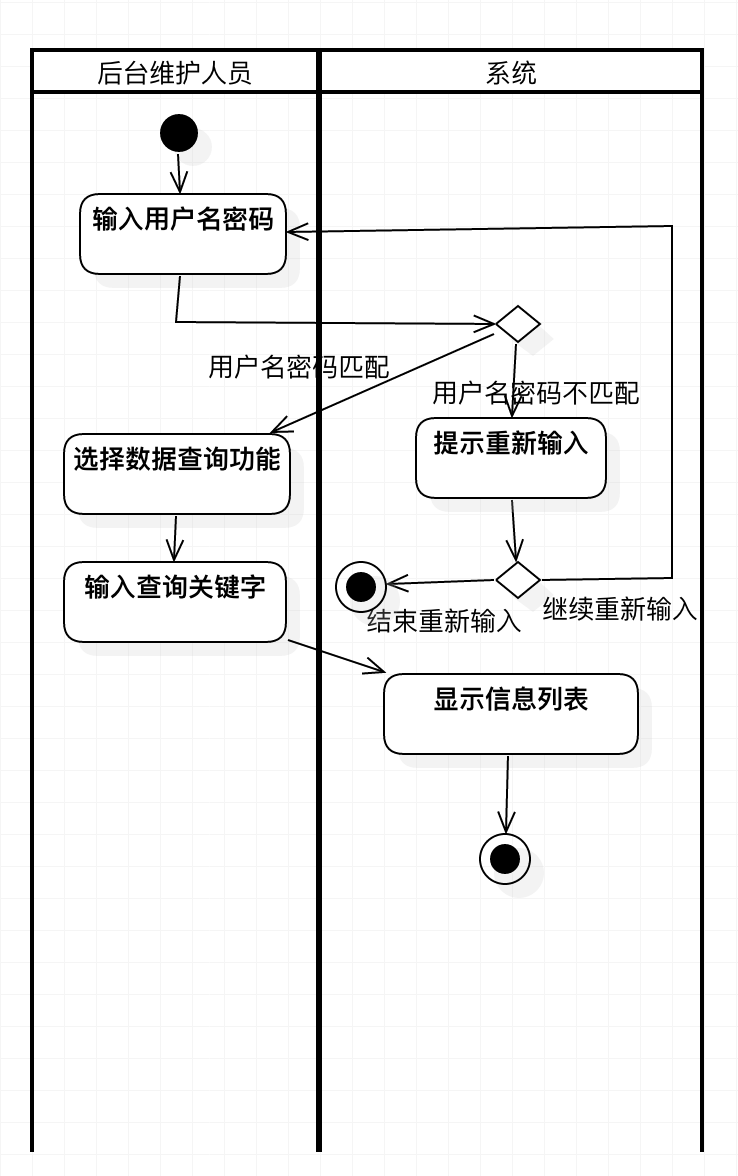 后台维护人员
系统
输入用户名密码
用户名密码匹配
用户名密码不匹配
选择数据查询功能
提示重新输入
输入查询关键字
结束重新输入
继续重新输入
显示信息列表